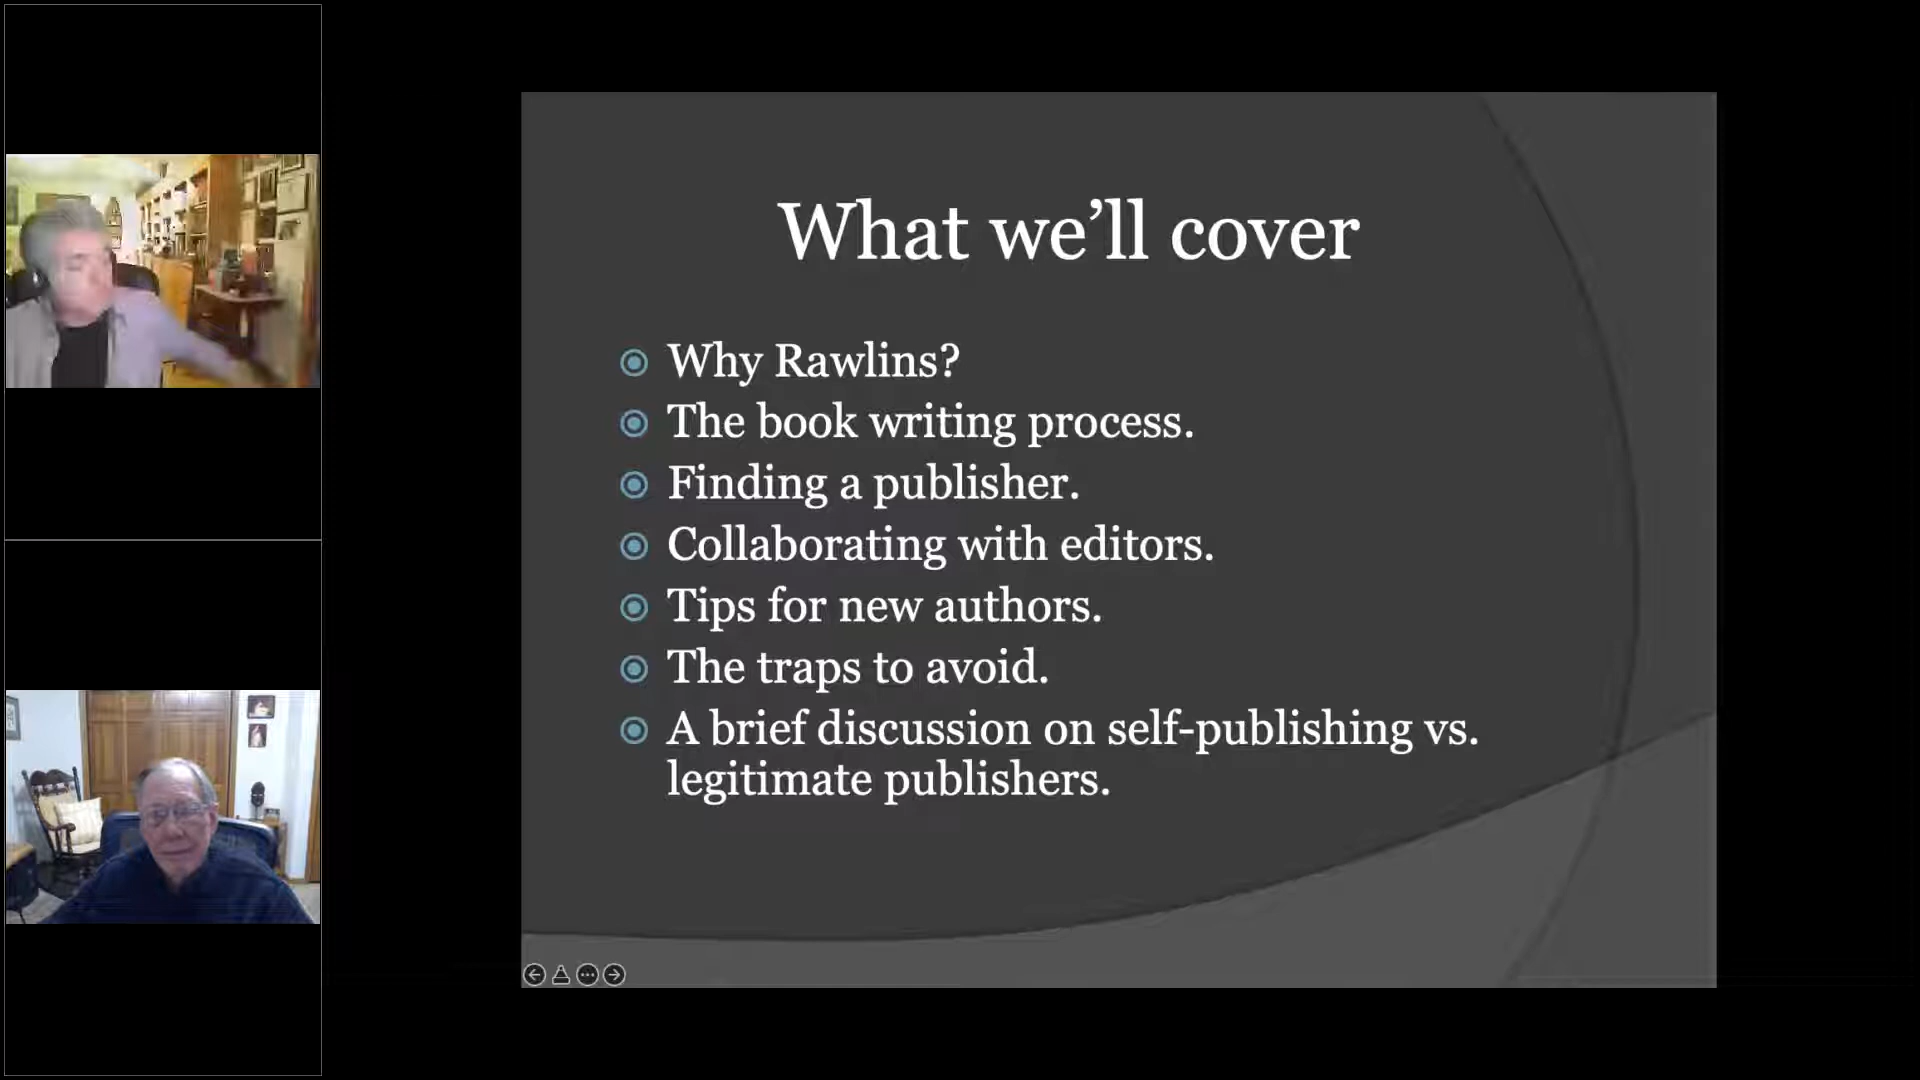 What we’ll cover
Why Rawlins?
The book writing process.
Finding a publisher.
Collaborating with editors.
Tips for new authors.
The traps to avoid.
A brief discussion on self-publishing vs.
legitimate publishers.